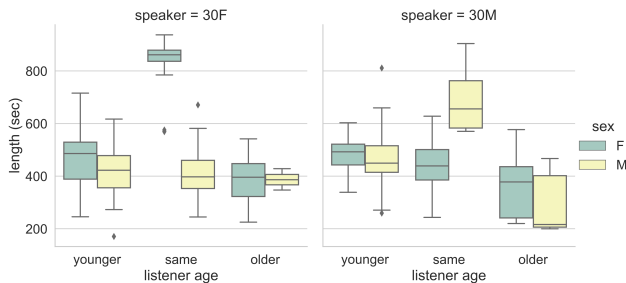 speaker = 30F
speaker = 30M
length (sec)
800
600
400
200
younger
same
older
listener age
younger
same
older
listener age
sex
F
M